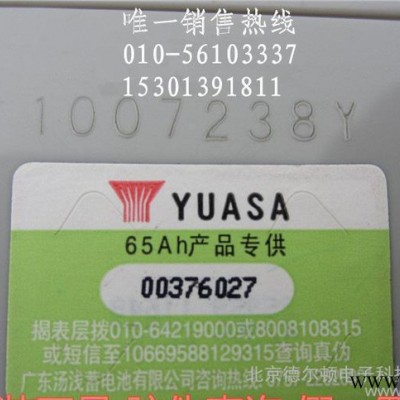 唯一销售热线
010-56103337
15301391811
1007238Y
YUASA
65Ah产品专供
00376027
揭表层拨010-64219000或8008108315
或短信至10669588129315查询真伪
北京德尔顿电子科技
广东汤浅蓄电池有限公司咨询热线